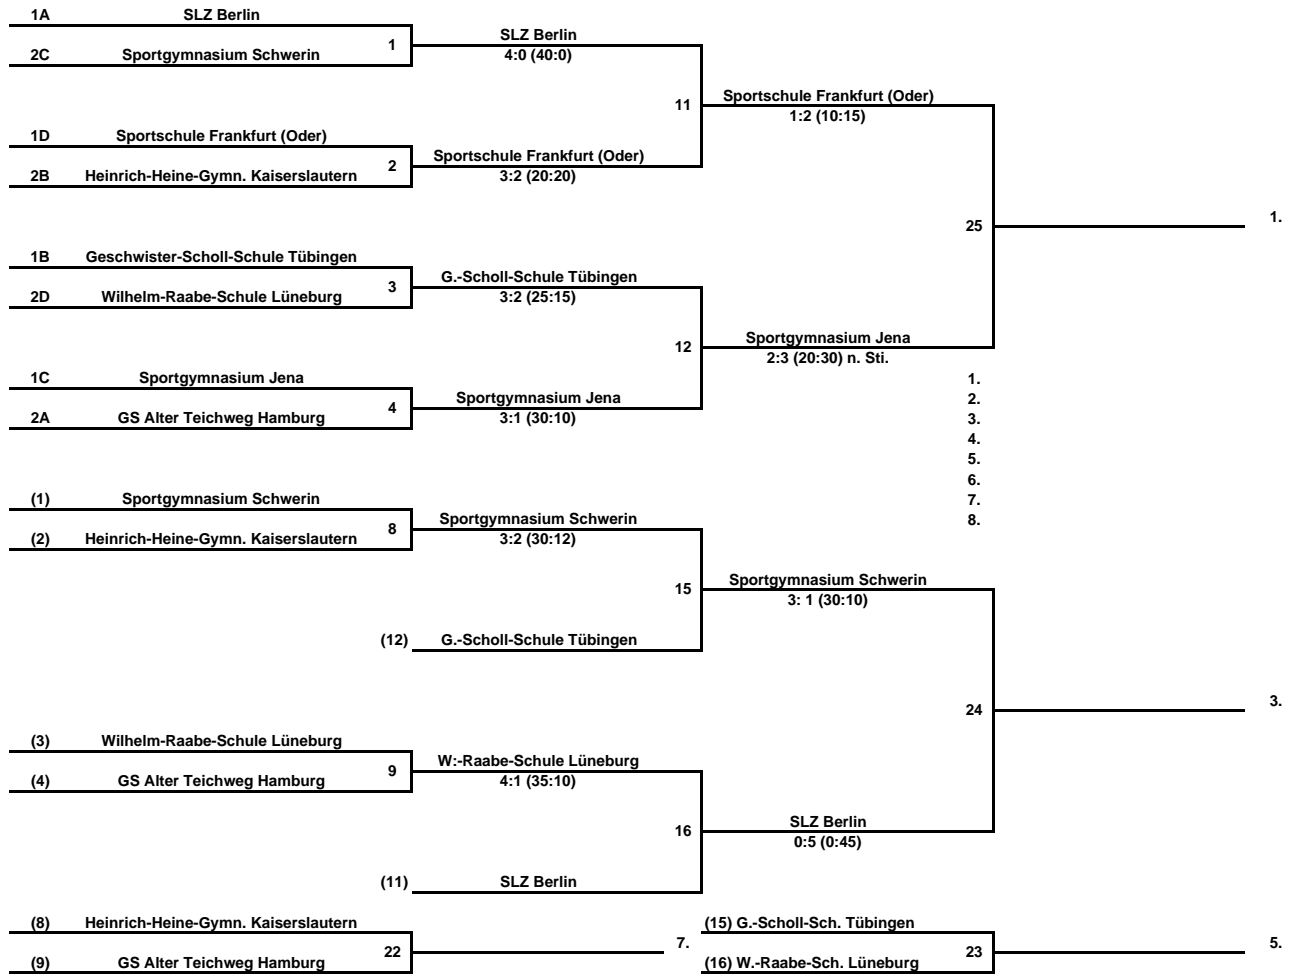 1A SLZ Berlin
2C Sportgymnasium Schwerin
1
SLZ Berlin
4:0 (40:0)
11
Sportschule Frankfurt (Oder)
1:2 (10:15)
1D Sportschule Frankfurt (Oder)
2B Heinrich-Heine-Gymn. Kaiserslautern
2
Sportschule Frankfurt (Oder)
3:2 (20:20)
25
1.
1B Geschwister-Scholl-Schule Tübingen
2D Wilhelm-Raabe-Schule Lüneburg
3
G.-Scholl-Schule Tübingen
3:2 (25:15)
12
Sportgymnasium Jena
2:3 (20:30) n. Sti.
1C Sportgymnasium Jena
2A GS Alter Teichweg Hamburg
4
Sportgymnasium Jena
3:1 (30:10)
1.
2.
3.
4.
5.
6.
7.
8.
(1) Sportgymnasium Schwerin
(2) Heinrich-Heine-Gymn. Kaiserslautern
8
Sportgymnasium Schwerin
3:2 (30:12)
15
Sportgymnasium Schwerin
3: 1 (30:10)
(12) G.-Scholl-Schule Tübingen
24
3.
(3) Wilhelm-Raabe-Schule Lüneburg
(4) GS Alter Teichweg Hamburg
9
W:-Raabe-Schule Lüneburg
4:1 (35:10)
16
SLZ Berlin
0:5 (0:45)
(11) SLZ Berlin
(8) Heinrich-Heine-Gymn. Kaiserslautern
(9) GS Alter Teichweg Hamburg
22
7.
(15) G.-Scholl-Sch. Tübingen
(16) W.-Raabe-Sch. Lüneburg
23
5.